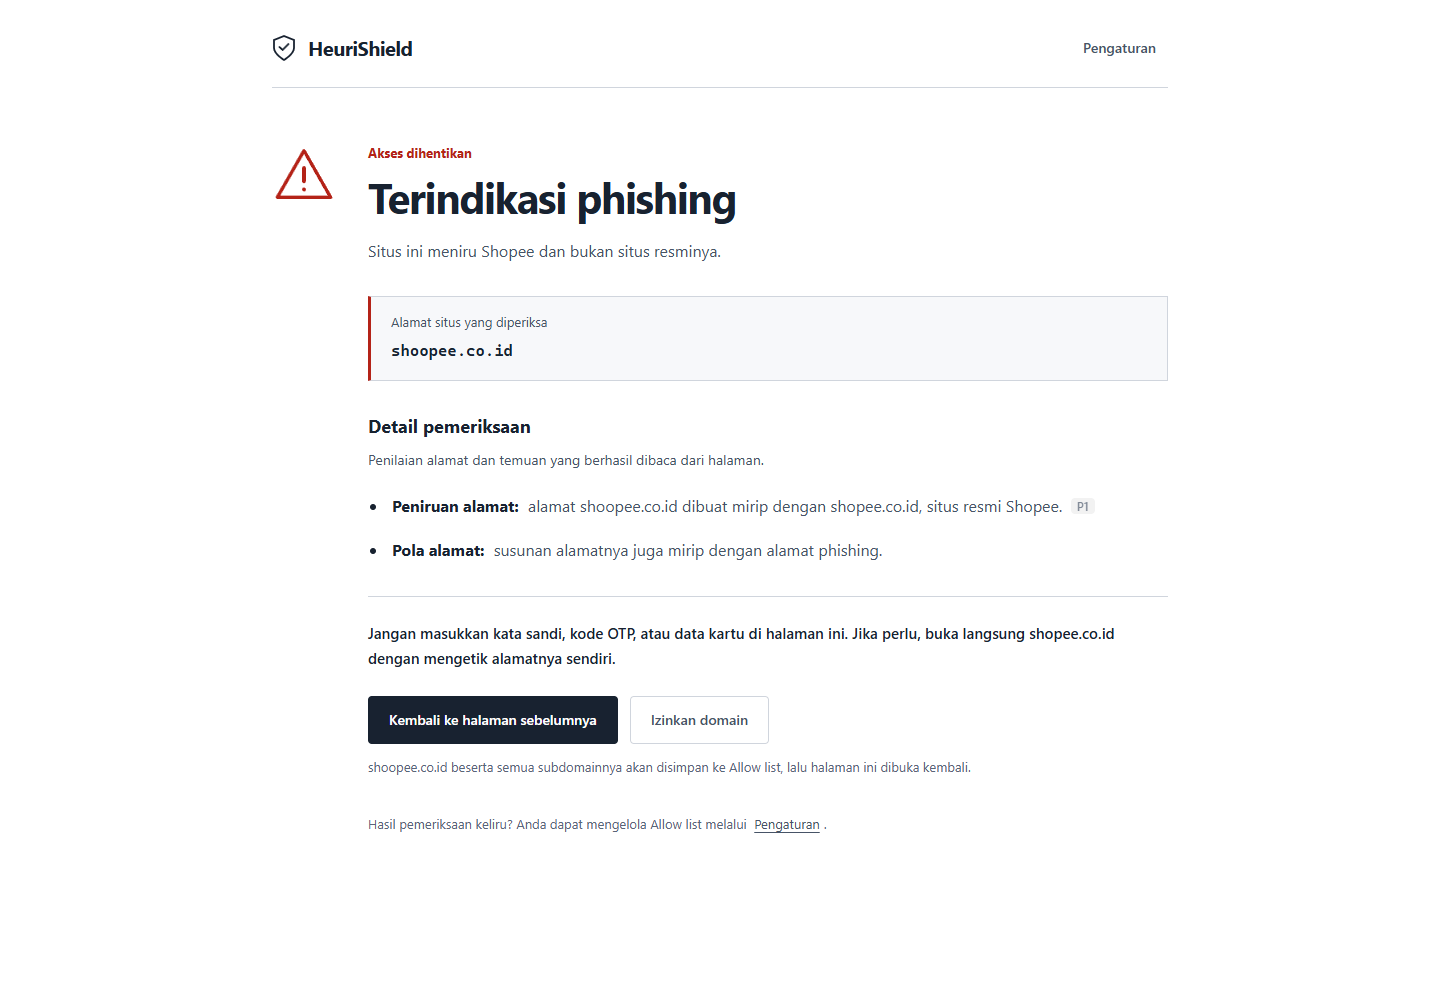 HeuriShield
Pengaturan
Akses dihentikan
Terindikasi phishing
Situs ini meniru Shopee dan bukan situs resminya.
Alamat situs yang diperiksa
shoopee.co.id
Detail pemeriksaan
Penilaian alamat dan temuan yang berhasil dibaca dari halaman.
• Peniruan alamat: alamat shoopee.co.id dibuat mirip dengan shopee.co.id, situs resmi Shopee. P1
• Pola alamat: susunan alamatnya juga mirip dengan alamat phishing.
Jangan masukkan kata sandi, kode OTP, atau data kartu di halaman ini. Jika perlu, buka langsung shopee.co.id
dengan mengetik alamatnya sendiri.
Kembali ke halaman sebelumnya
Izinkan domain
shoopee.co.id beserta semua subdomainnya akan disimpan ke Allow list, lalu halaman ini dibuka kembali.
Hasil pemeriksaan keliru? Anda dapat mengelola Allow list melalui Pengaturan .